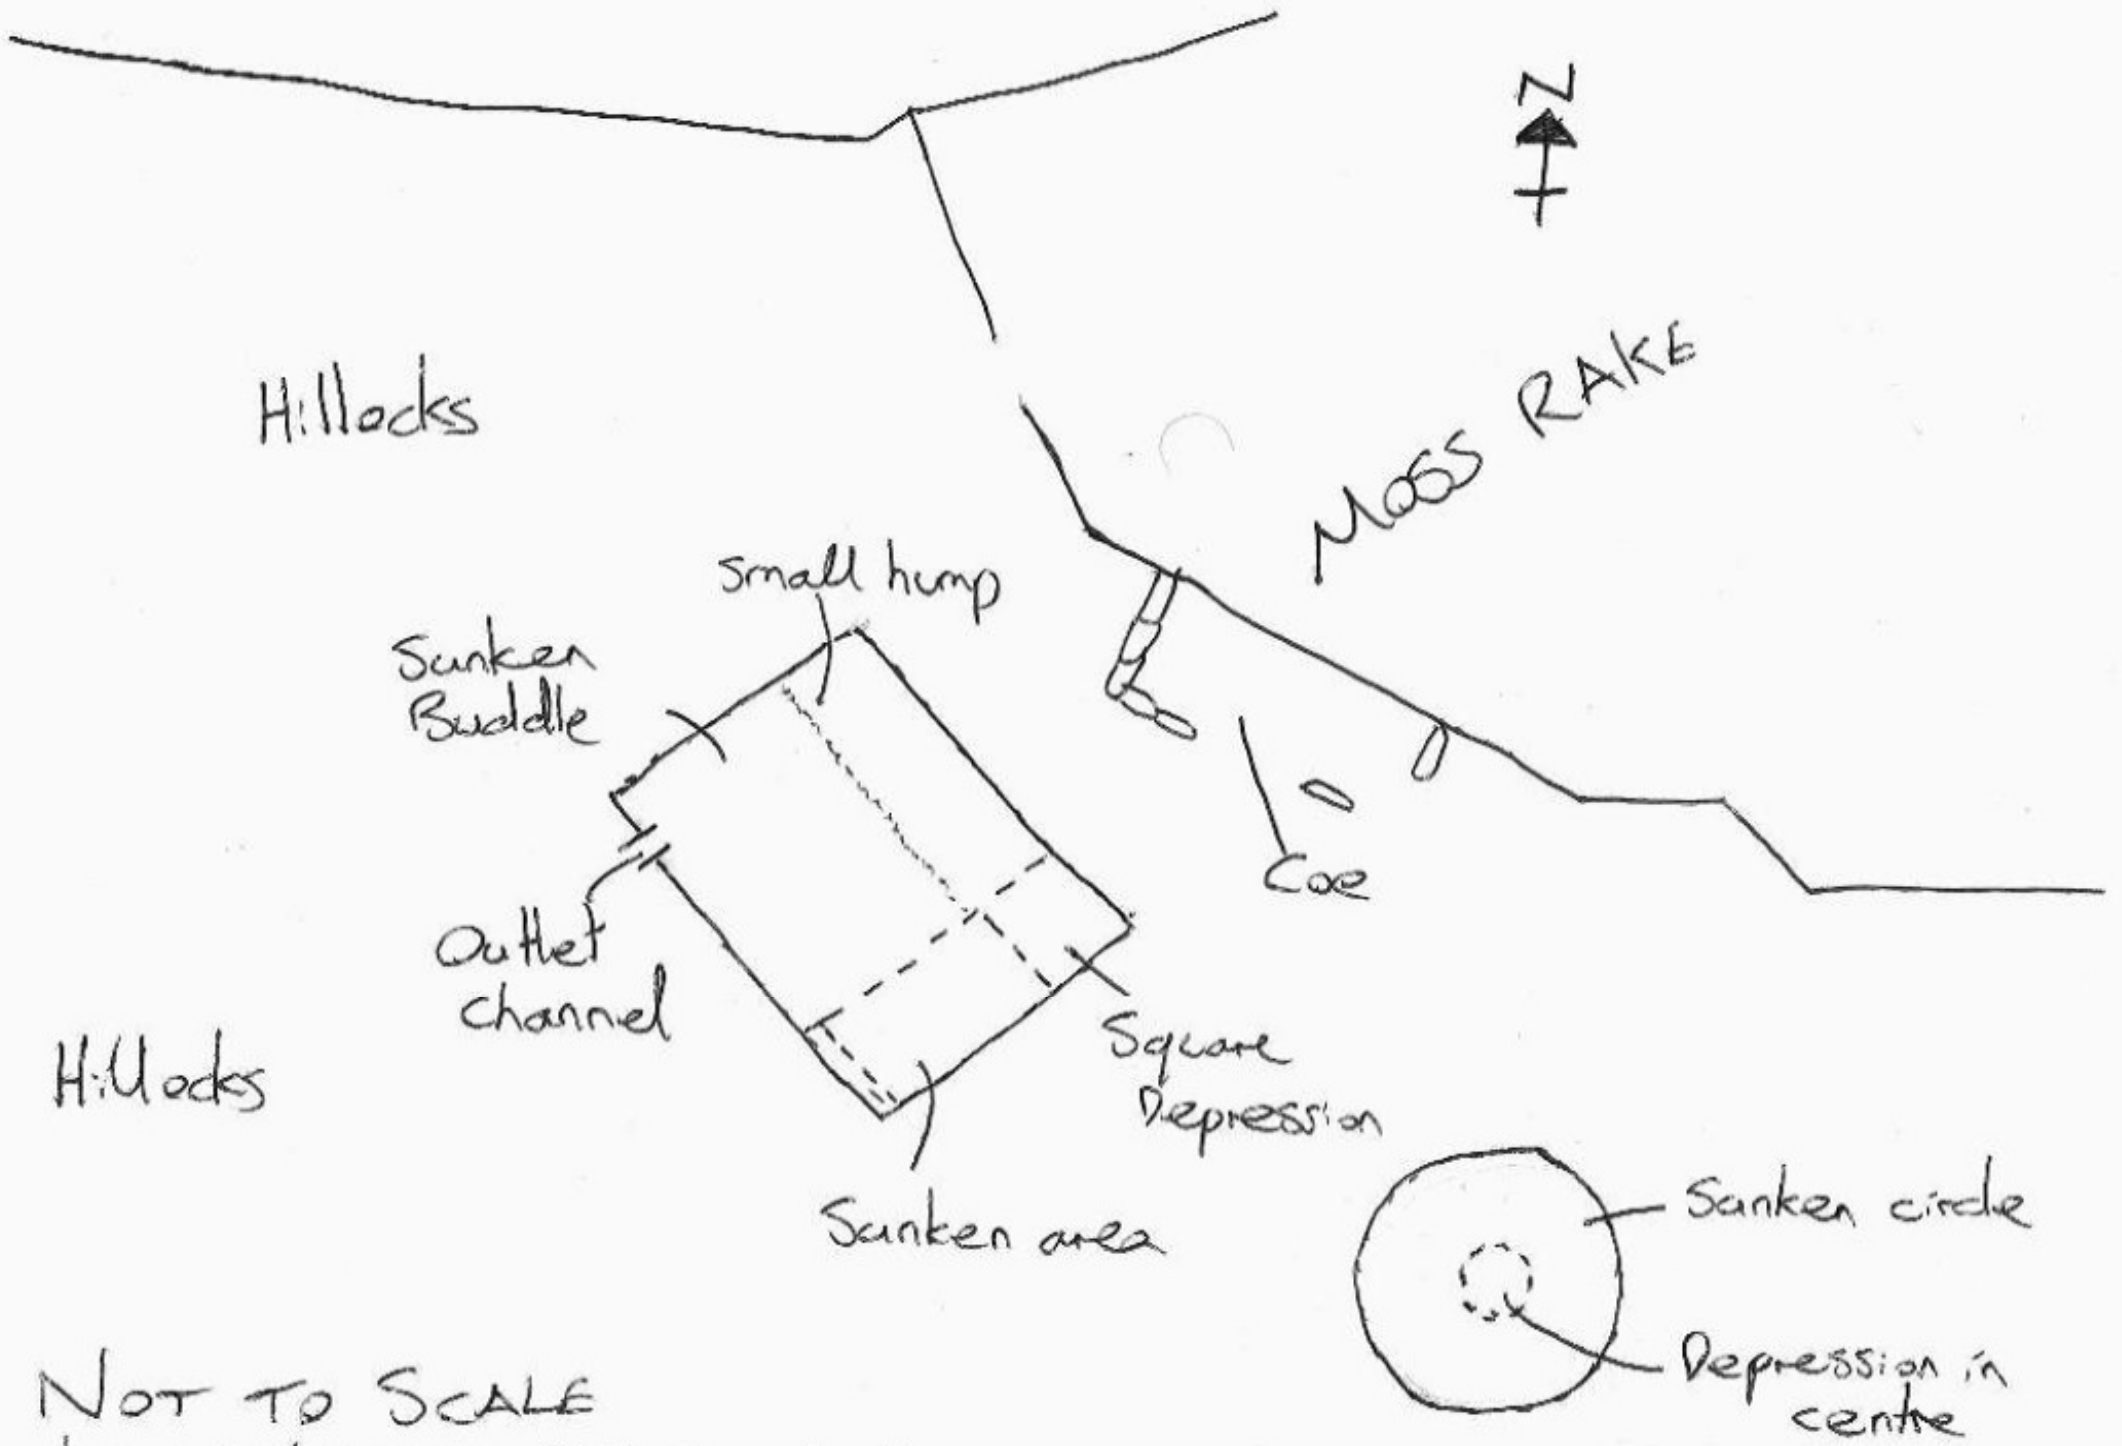 N
Hillocks
MOSS RAKE
small hump
Sunken
Buddle
Coe
Outlet
channel
Square
Depression
Hillocks
Sunken area
Sunken circle
Depression in
centre
NOT TO SCALE